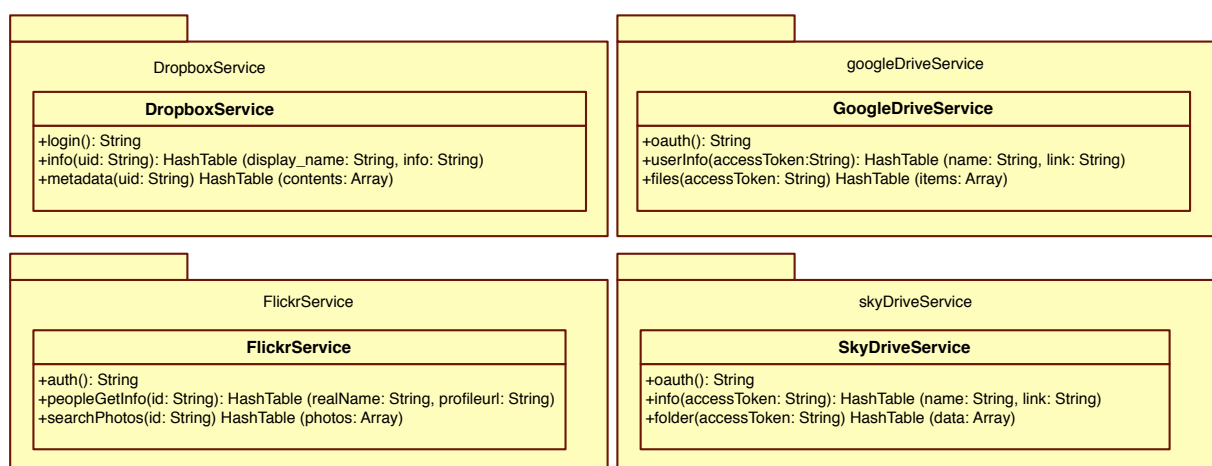 DropboxService
DropboxService
+login(): String
+info(uid: String): HashTable (display_name: String, info: String)
+metadata(uid: String) HashTable (contents: Array)
googleDriveService
GoogleDriveService
+oauth(): String
+userInfo(accessToken:String): HashTable (name: String, link: String)
+files(accessToken: String) HashTable (items: Array)
FlickrService
FlickrService
+auth(): String
+peopleGetInfo(id: String): HashTable (realName: String, profileurl: String)
+searchPhotos(id: String) HashTable (photos: Array)
skyDriveService
SkyDriveService
+oauth(): String
+info(accessToken: String): HashTable (name: String, link: String)
+folder(accessToken: String) HashTable (data: Array)